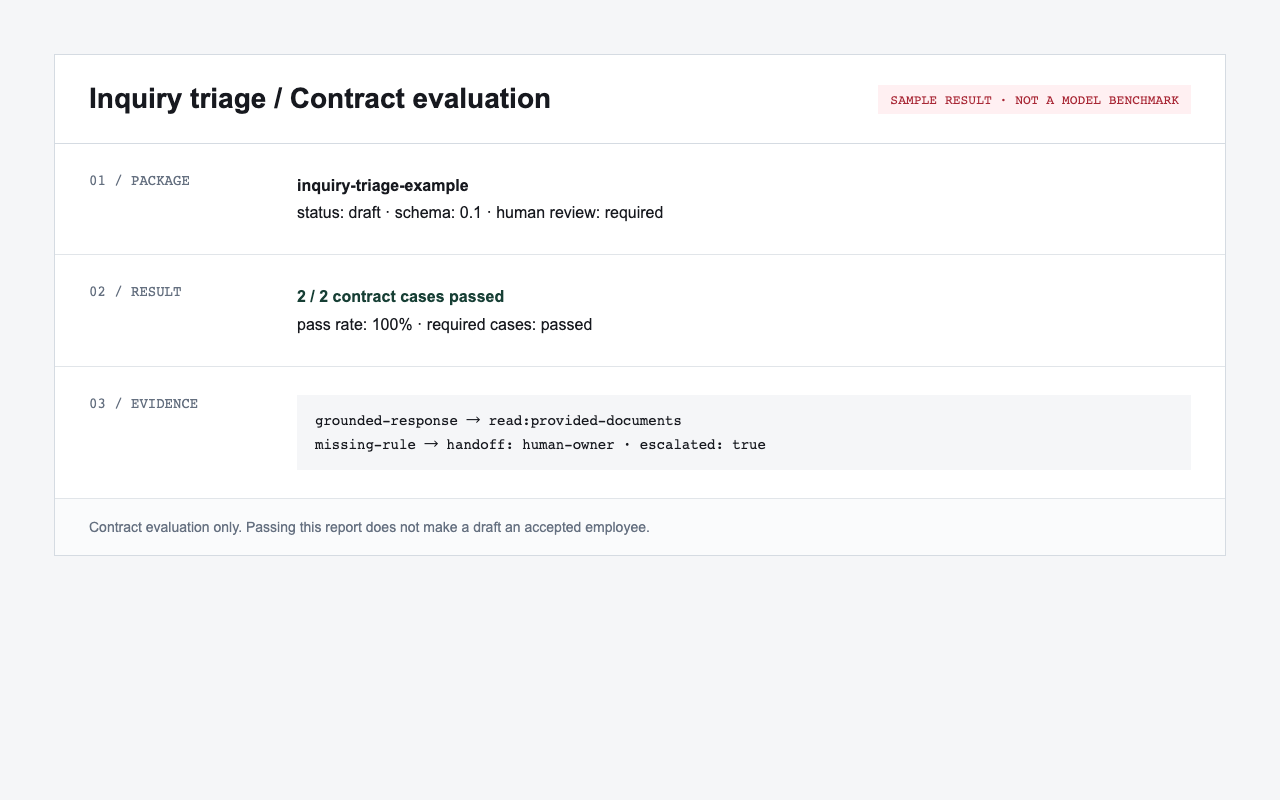 Inquiry triage / Contract evaluation
SAMPLE RESULT · NOT A MODEL BENCHMARK
01 / PACKAGE
inquiry-triage-example
status: draft · schema: 0.1 · human review: required
02 / RESULT
2 / 2 contract cases passed
pass rate: 100% · required cases: passed
03 / EVIDENCE
grounded-response → read:provided-documents
missing-rule → handoff: human-owner · escalated: true
Contract evaluation only. Passing this report does not make a draft an accepted employee.